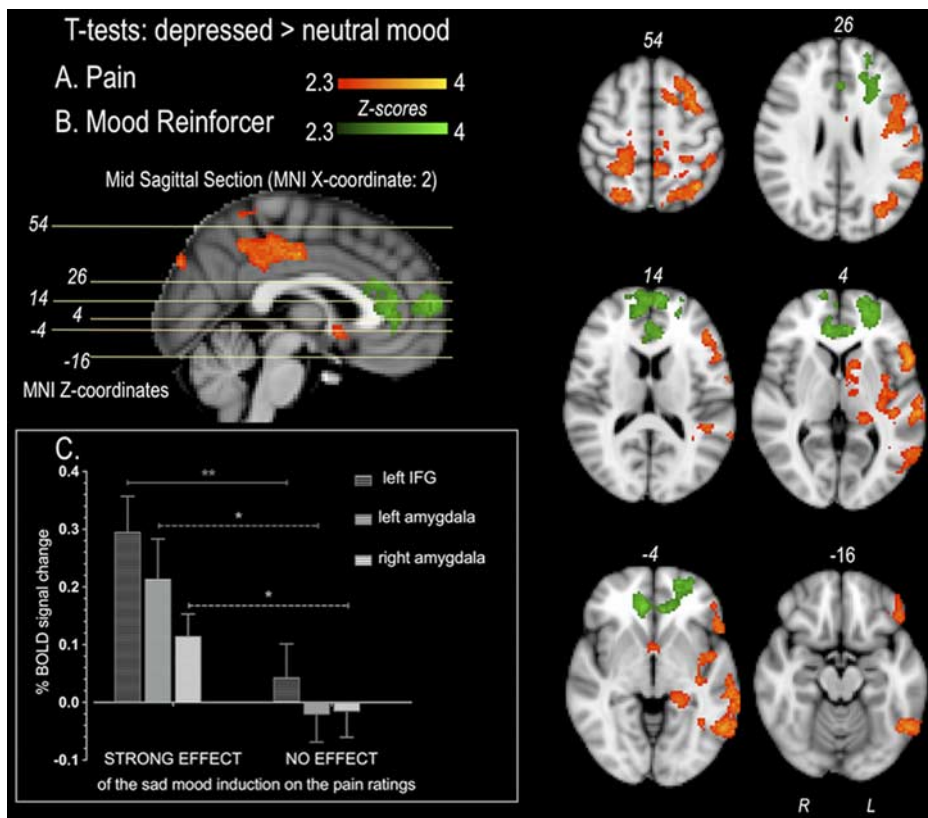 T-tests: depressed > neutral mood
A. Pain
2.3 4
Z-scores
B. Mood Reinforcer
2.3 4
Mid Sagittal Section (MNI X-coordinate: 2)
54
26
14
4
-4
-16
MNI Z-coordinates
C.
0.4
0.3
0.2
0.1
0.0
-0.1
% BOLD signal change
**
*
*
left IFG
left amygdala
right amygdala
STRONG EFFECT NO EFFECT
of the sad mood induction on the pain ratings
54
26
14
4
-4
-16
R L